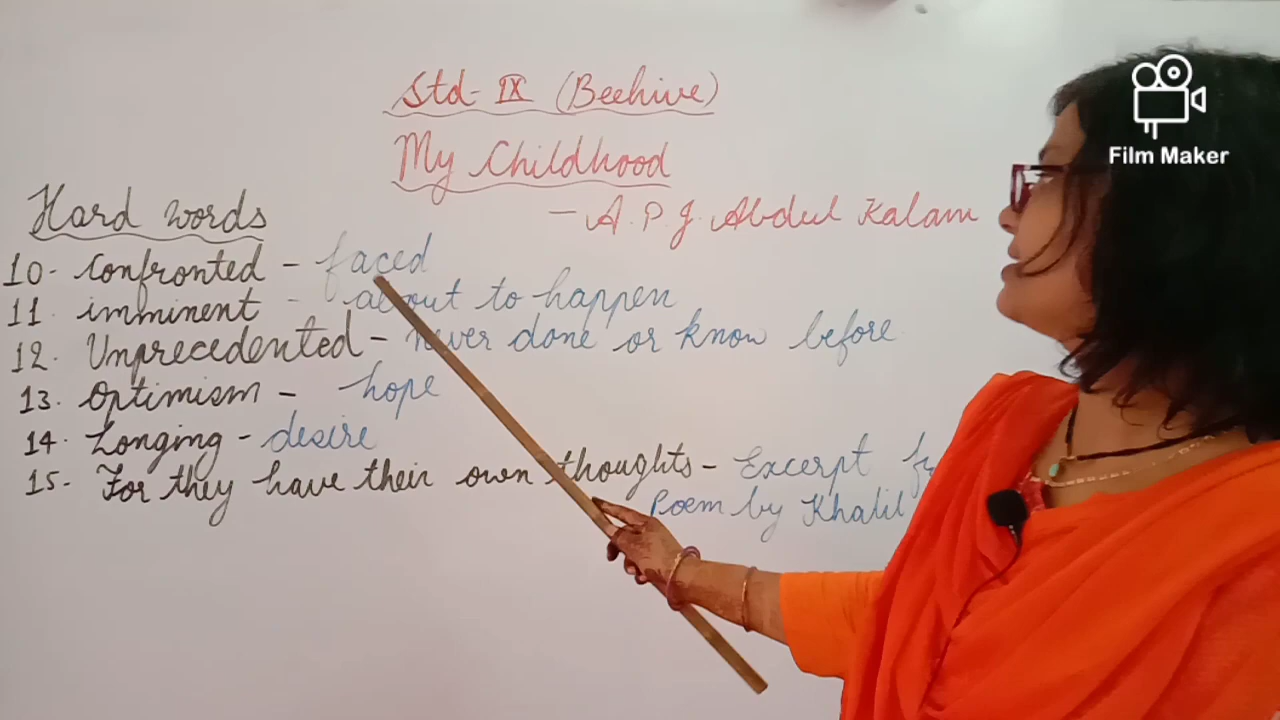 Std- IX (Beehive)
My Childhood
- A. P. J. Abdul Kalam
Hard words
10- Confronted - faced
11 imminent - about to happen
12. Unprecedented - never done or know before
13. Optimism - hope
14. Longing - desire
15. For they have their own thoughts - Excerpt
Poem by Khalil
Film Maker